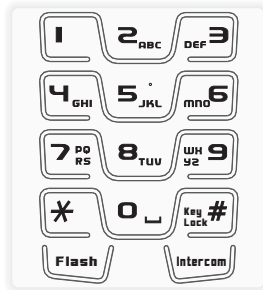 1 2 ABC DEF 3
4 GHI 5 JKL mno 6
7 PQ RS 8 TUV WX YZ 9
* 0 ⎵ Key Lock #
Flash Intercom